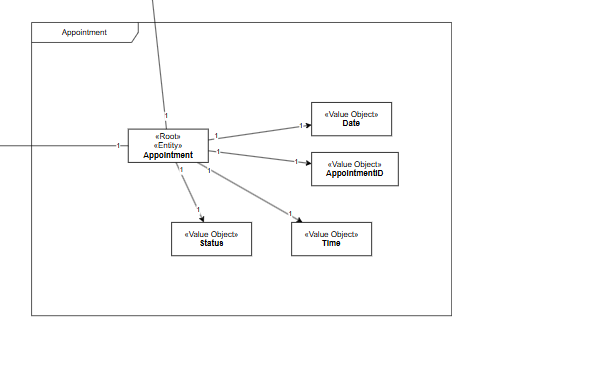 Appointment
1
«Value Object»
Date
1
1
«Root»
«Entity»
Appointment
1
1
1
«Value Object»
AppointmentID
1
1
1
1
«Value Object»
Status
«Value Object»
Time